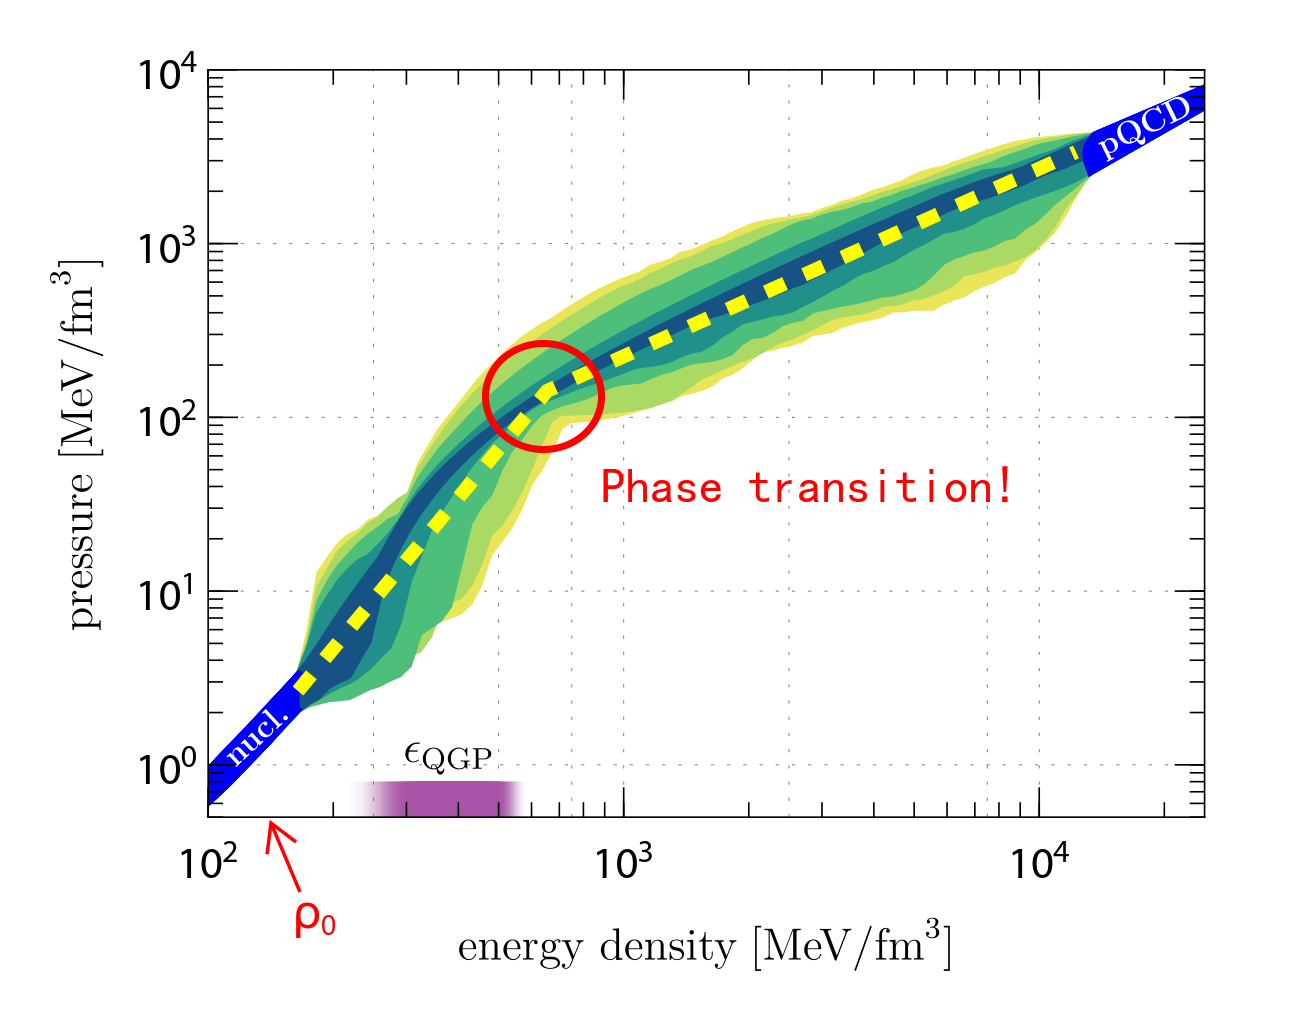 10⁴
10³
10²
10¹
10⁰
pressure [MeV/fm³]
pQCD
Phase transition!
nucl.
ϵQGP
10² 10³ 10⁴
ρ₀
energy density [MeV/fm³]